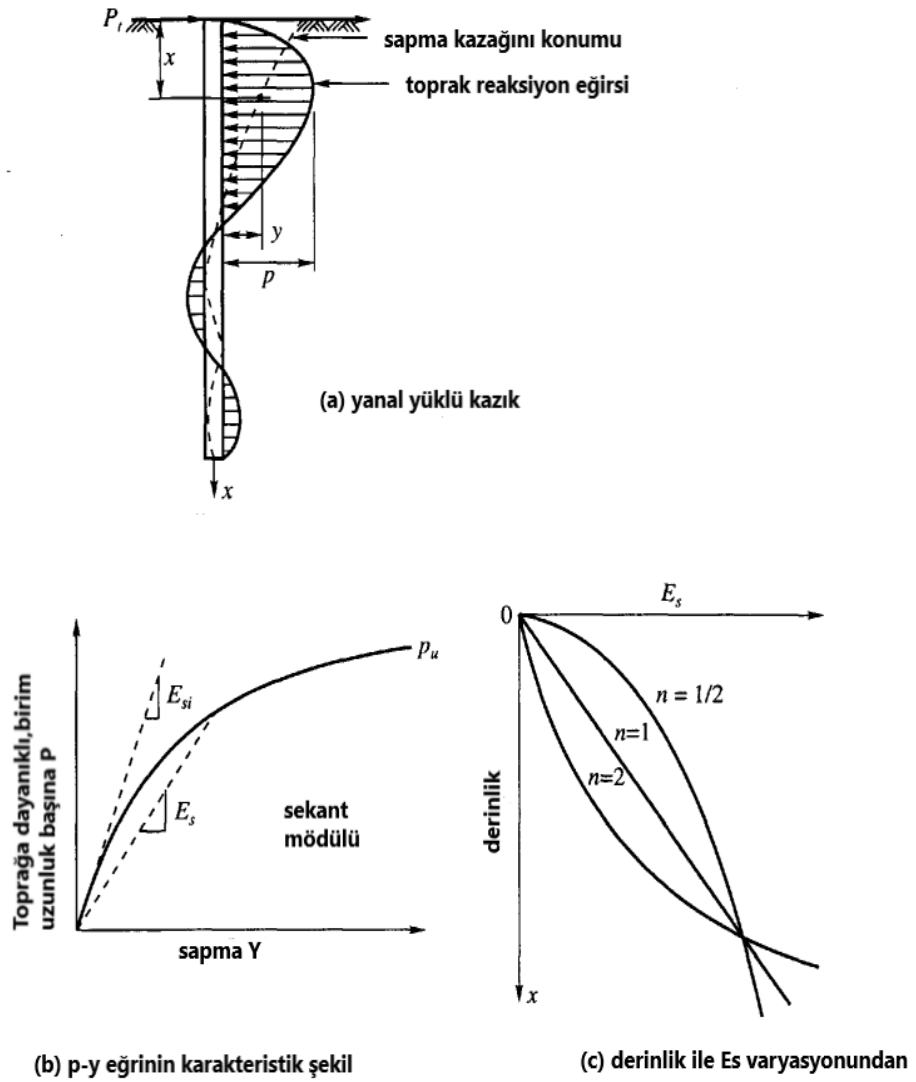 P_t
sapma kazağını konumu
x
toprak reaksiyon eğirsi
y
p
(a) yanal yüklü kazık
x
Toprağa dayanıklı,birim
uzunluk başına P
E_si
E_s
p_u
sekant
mödülü
sapma Y
(b) p-y eğrinin karakteristik şekil
E_s
0
n = 1/2
n=1
n=2
derinlik
x
(c) derinlik ile Es varyasyonundan